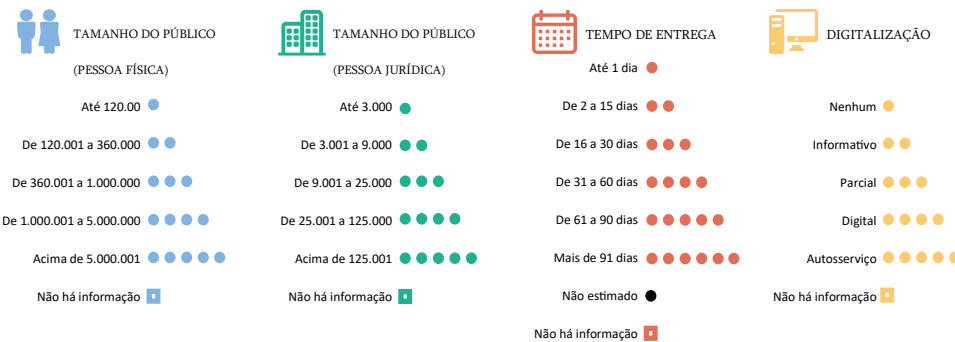 TAMANHO DO PÚBLICO
(PESSOA FÍSICA)
Até 120.00
De 120.001 a 360.000
De 360.001 a 1.000.000
De 1.000.001 a 5.000.000
Acima de 5.000.001
Não há informação
TAMANHO DO PÚBLICO
(PESSOA JURÍDICA)
Até 3.000
De 3.001 a 9.000
De 9.001 a 25.000
De 25.001 a 125.000
Acima de 125.001
Não há informação
TEMPO DE ENTREGA
Até 1 dia
De 2 a 15 dias
De 16 a 30 dias
De 31 a 60 dias
De 61 a 90 dias
Mais de 91 dias
Não estimado
Não há informação
DIGITALIZAÇÃO
Nenhum
Informativo
Parcial
Digital
Autosserviço
Não há informação